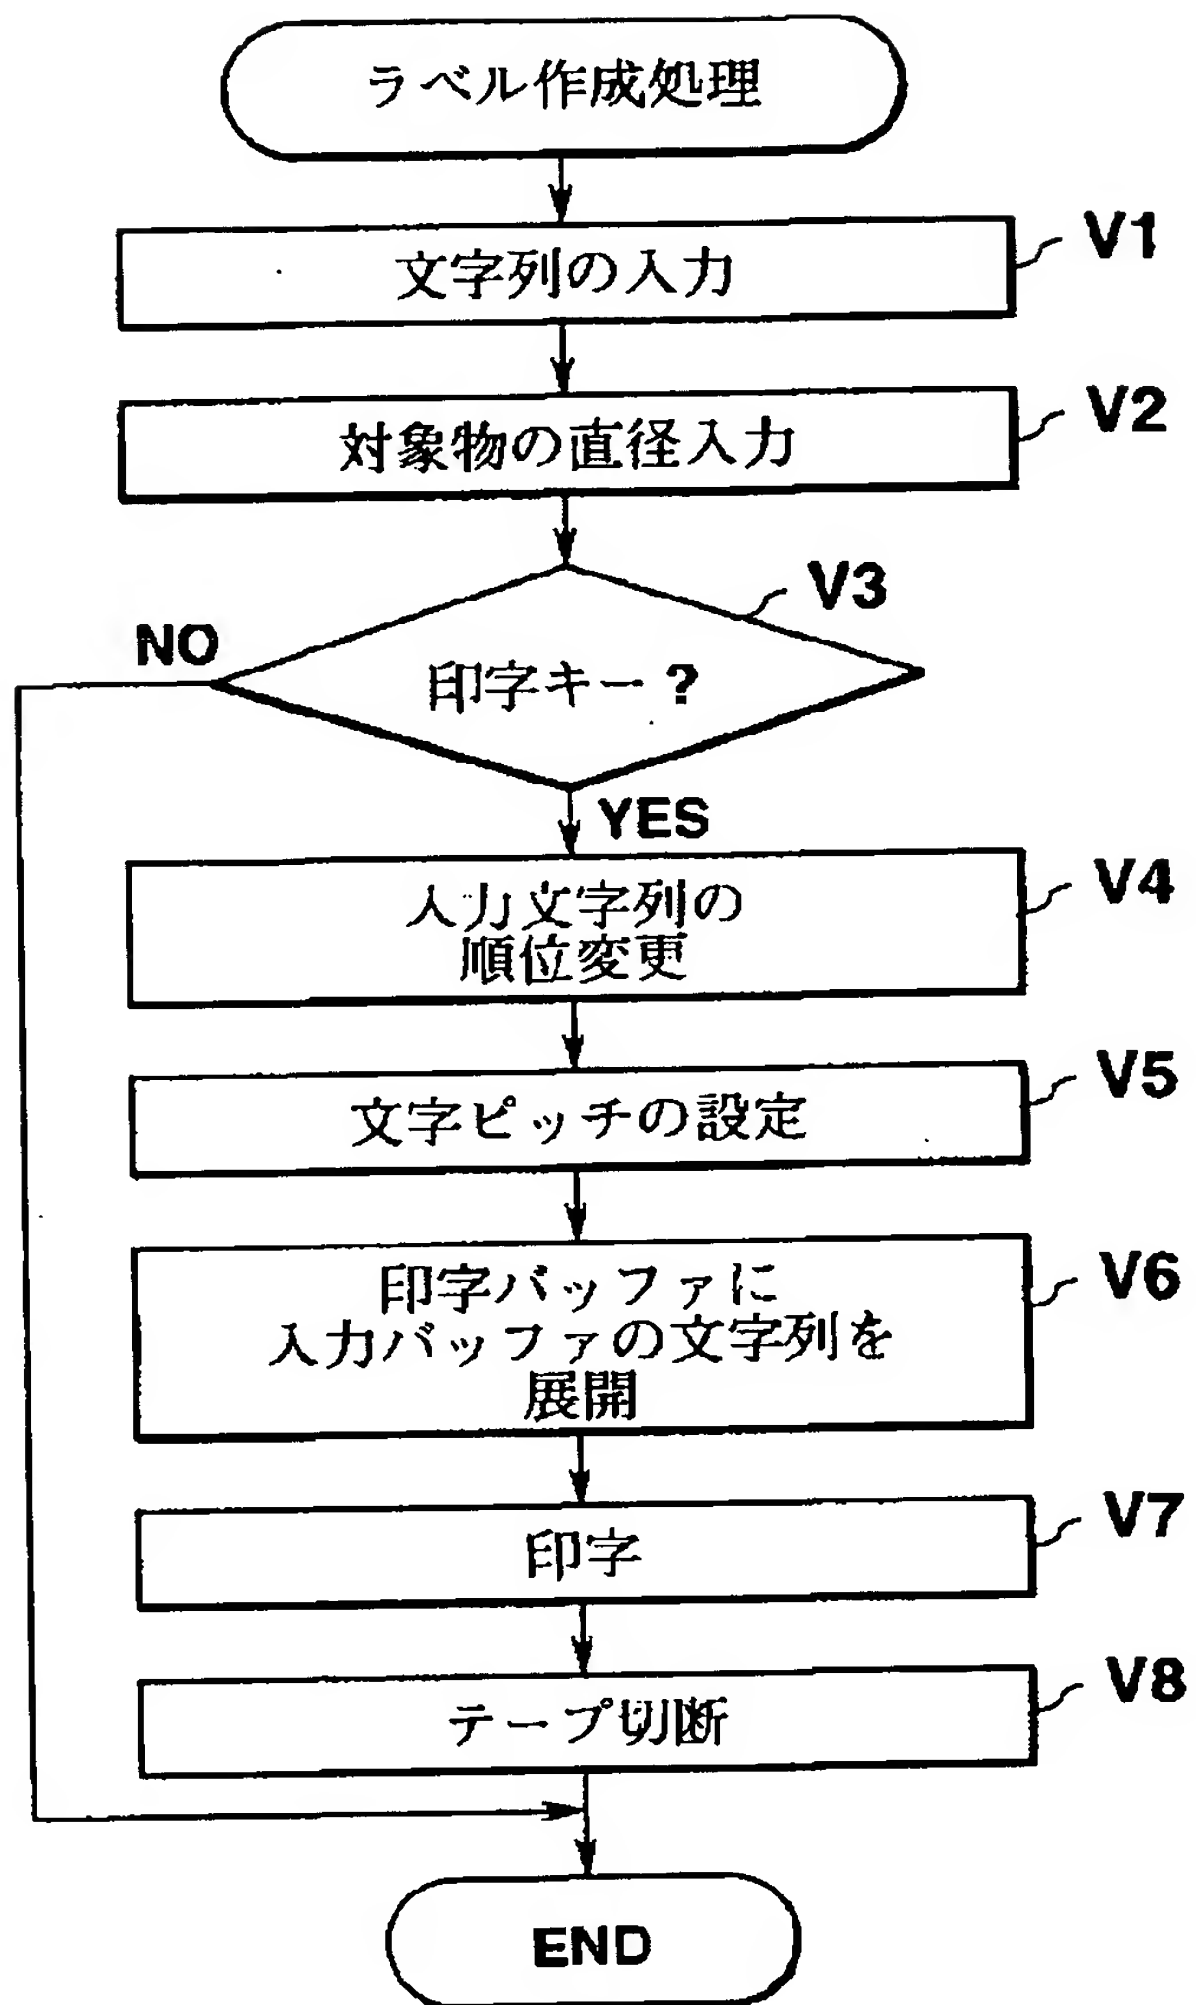 ラベル作成処理
V1
文字列の入力
V2
対象物の直径入力
V3
NO
印字キー?
YES
V4
入力文字列の
順位変更
V5
文字ピッチの設定
V6
印字バッファに
入力バッファの文字列を
展開
V7
印字
V8
テープ切断
END